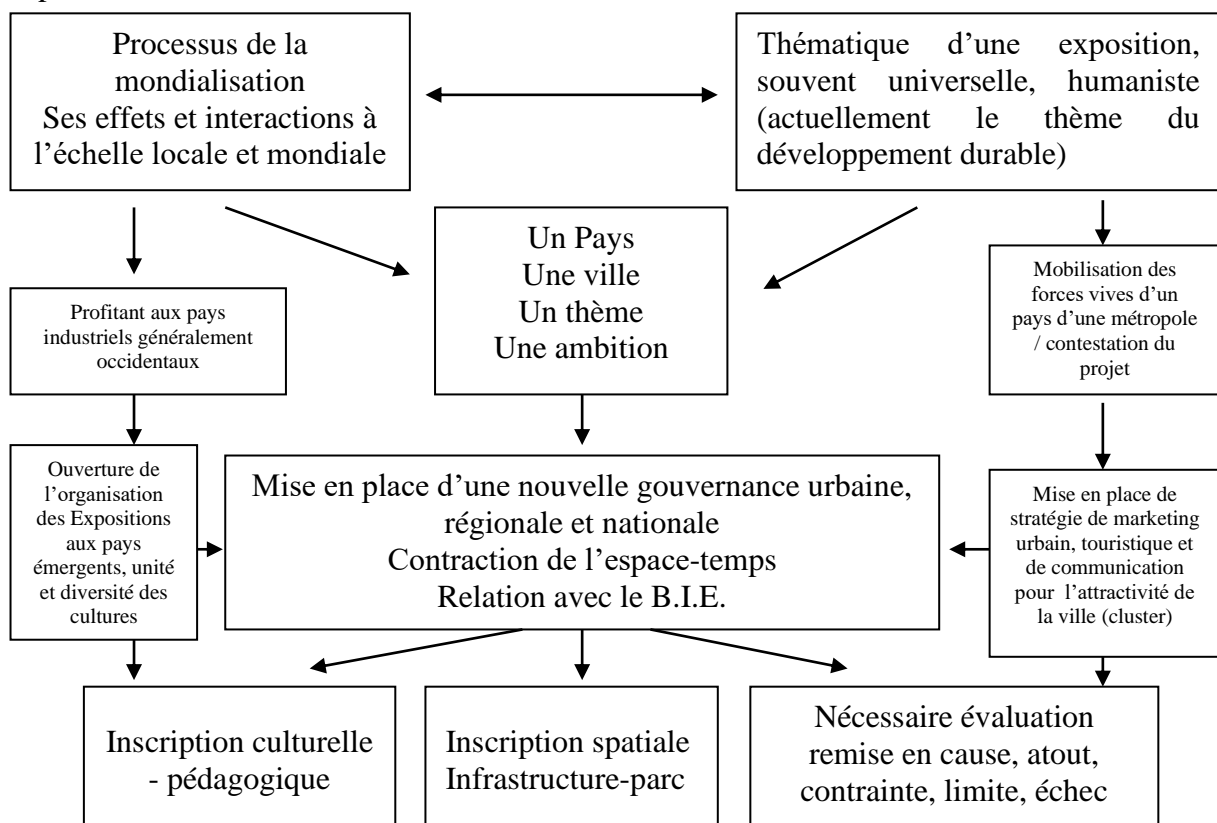 Processus de la
mondialisation
Ses effets et interactions à
l’échelle locale et mondiale
Thématique d’une exposition,
souvent universelle, humaniste
(actuellement le thème du
développement durable)
Un Pays
Une ville
Un thème
Une ambition
Profitant aux pays
industriels généralement
occidentaux
Mobilisation des
forces vives d’un
pays d’une métropole
/ contestation du
projet
Ouverture de
l’organisation
des Expositions
aux pays
émergents, unité
et diversité des
cultures
Mise en place d’une nouvelle gouvernance urbaine,
régionale et nationale
Contraction de l’espace-temps
Relation avec le B.I.E.
Mise en place de
stratégie de marketing
urbain, touristique et
de communication
pour l’attractivité de
la ville (cluster)
Inscription culturelle
- pédagogique
Inscription spatiale
Infrastructure-parc
Nécessaire évaluation
remise en cause, atout,
contrainte, limite, échec